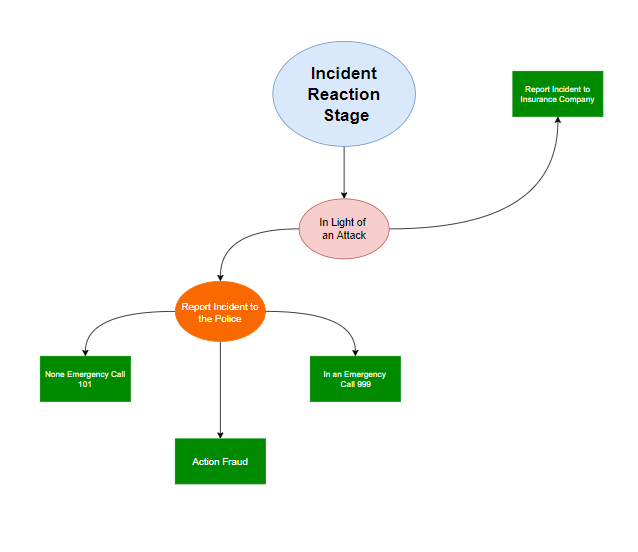 Incident
Reaction
Stage
Report Incident to
Insurance Company
In Light of
an Attack
Report Incident to
the Police
None Emergency Call
101
In an Emergency
Call 999
Action Fraud